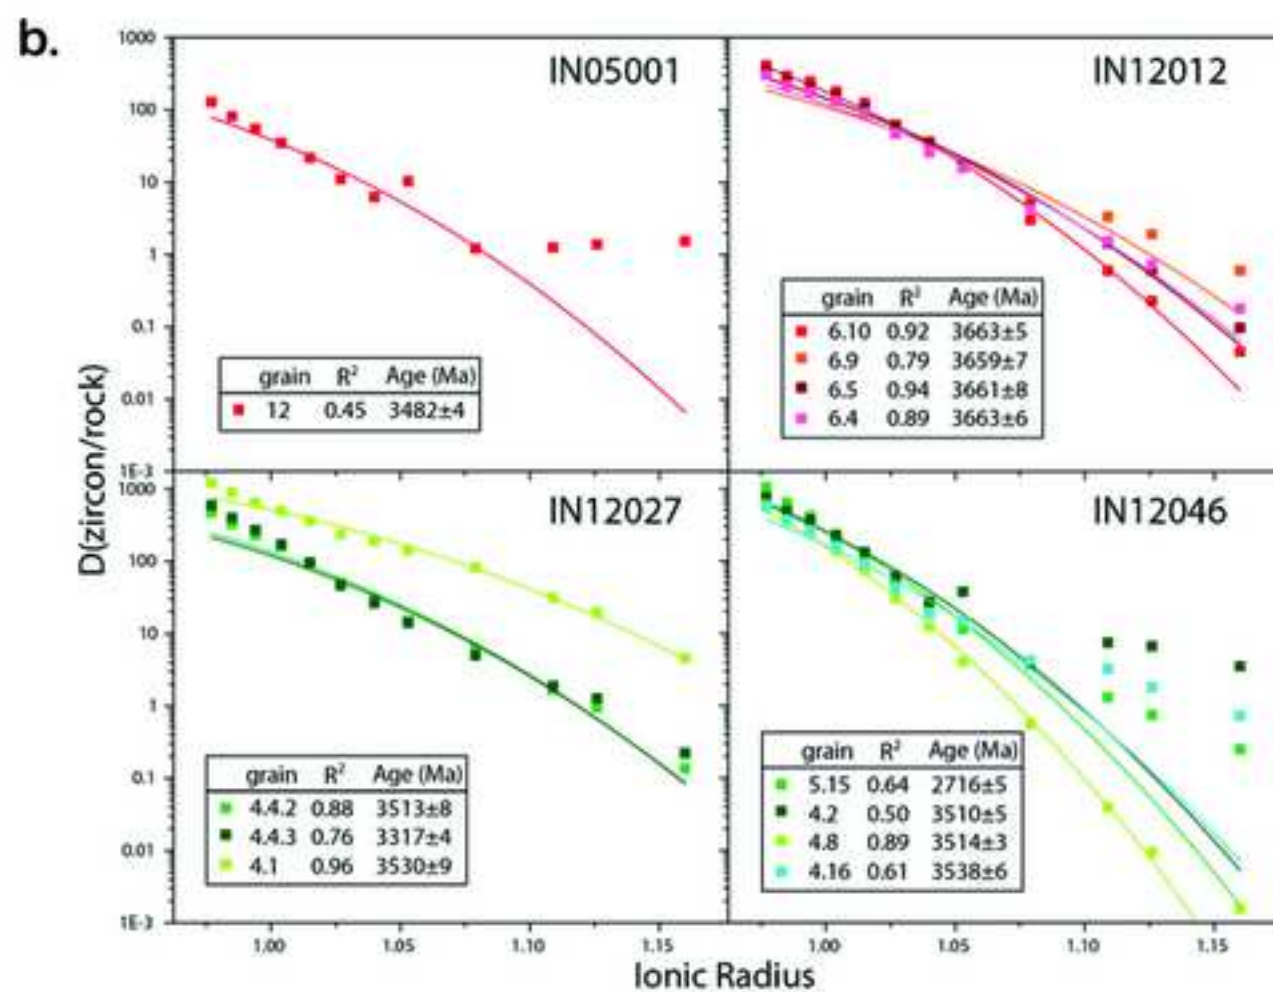 b.
D(zircon/rock)
1000
100
10
1
0.1
0.01
1E-3
IN05001
grain R² Age (Ma)
12 0.45 3482±4
IN12012
grain R² Age (Ma)
6.10 0.92 3663±5
6.9 0.79 3659±7
6.5 0.94 3661±8
6.4 0.89 3663±6
1000
100
10
1
0.1
0.01
1E-3
IN12027
grain R² Age (Ma)
4.4.2 0.88 3513±8
4.4.3 0.76 3317±4
4.1 0.96 3530±9
IN12046
grain R² Age (Ma)
5.15 0.64 2716±5
4.2 0.50 3510±5
4.8 0.89 3514±3
4.16 0.61 3538±6
1.00 1.05 1.10 1.15 1.00 1.05 1.10 1.15
Ionic Radius